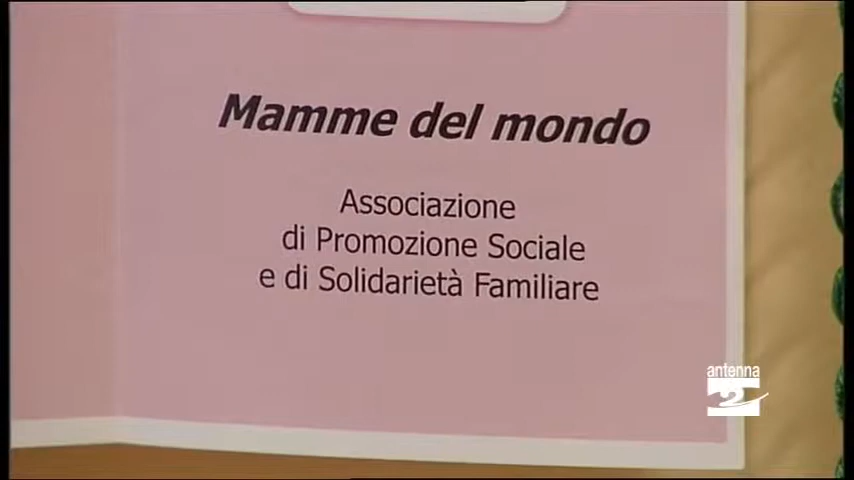 Mamme del mondo
Associazione
di Promozione Sociale
e di Solidarietà Familiare
antenna
2